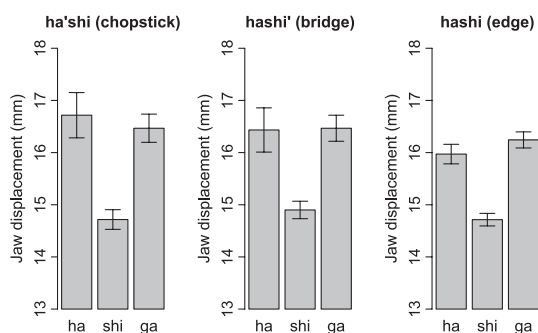 ha'shi (chopstick)
Jaw displacement (mm)
18
17
16
15
14
13
ha shi ga
hashi' (bridge)
Jaw displacement (mm)
18
17
16
15
14
13
ha shi ga
hashi (edge)
Jaw displacement (mm)
18
17
16
15
14
13
ha shi ga